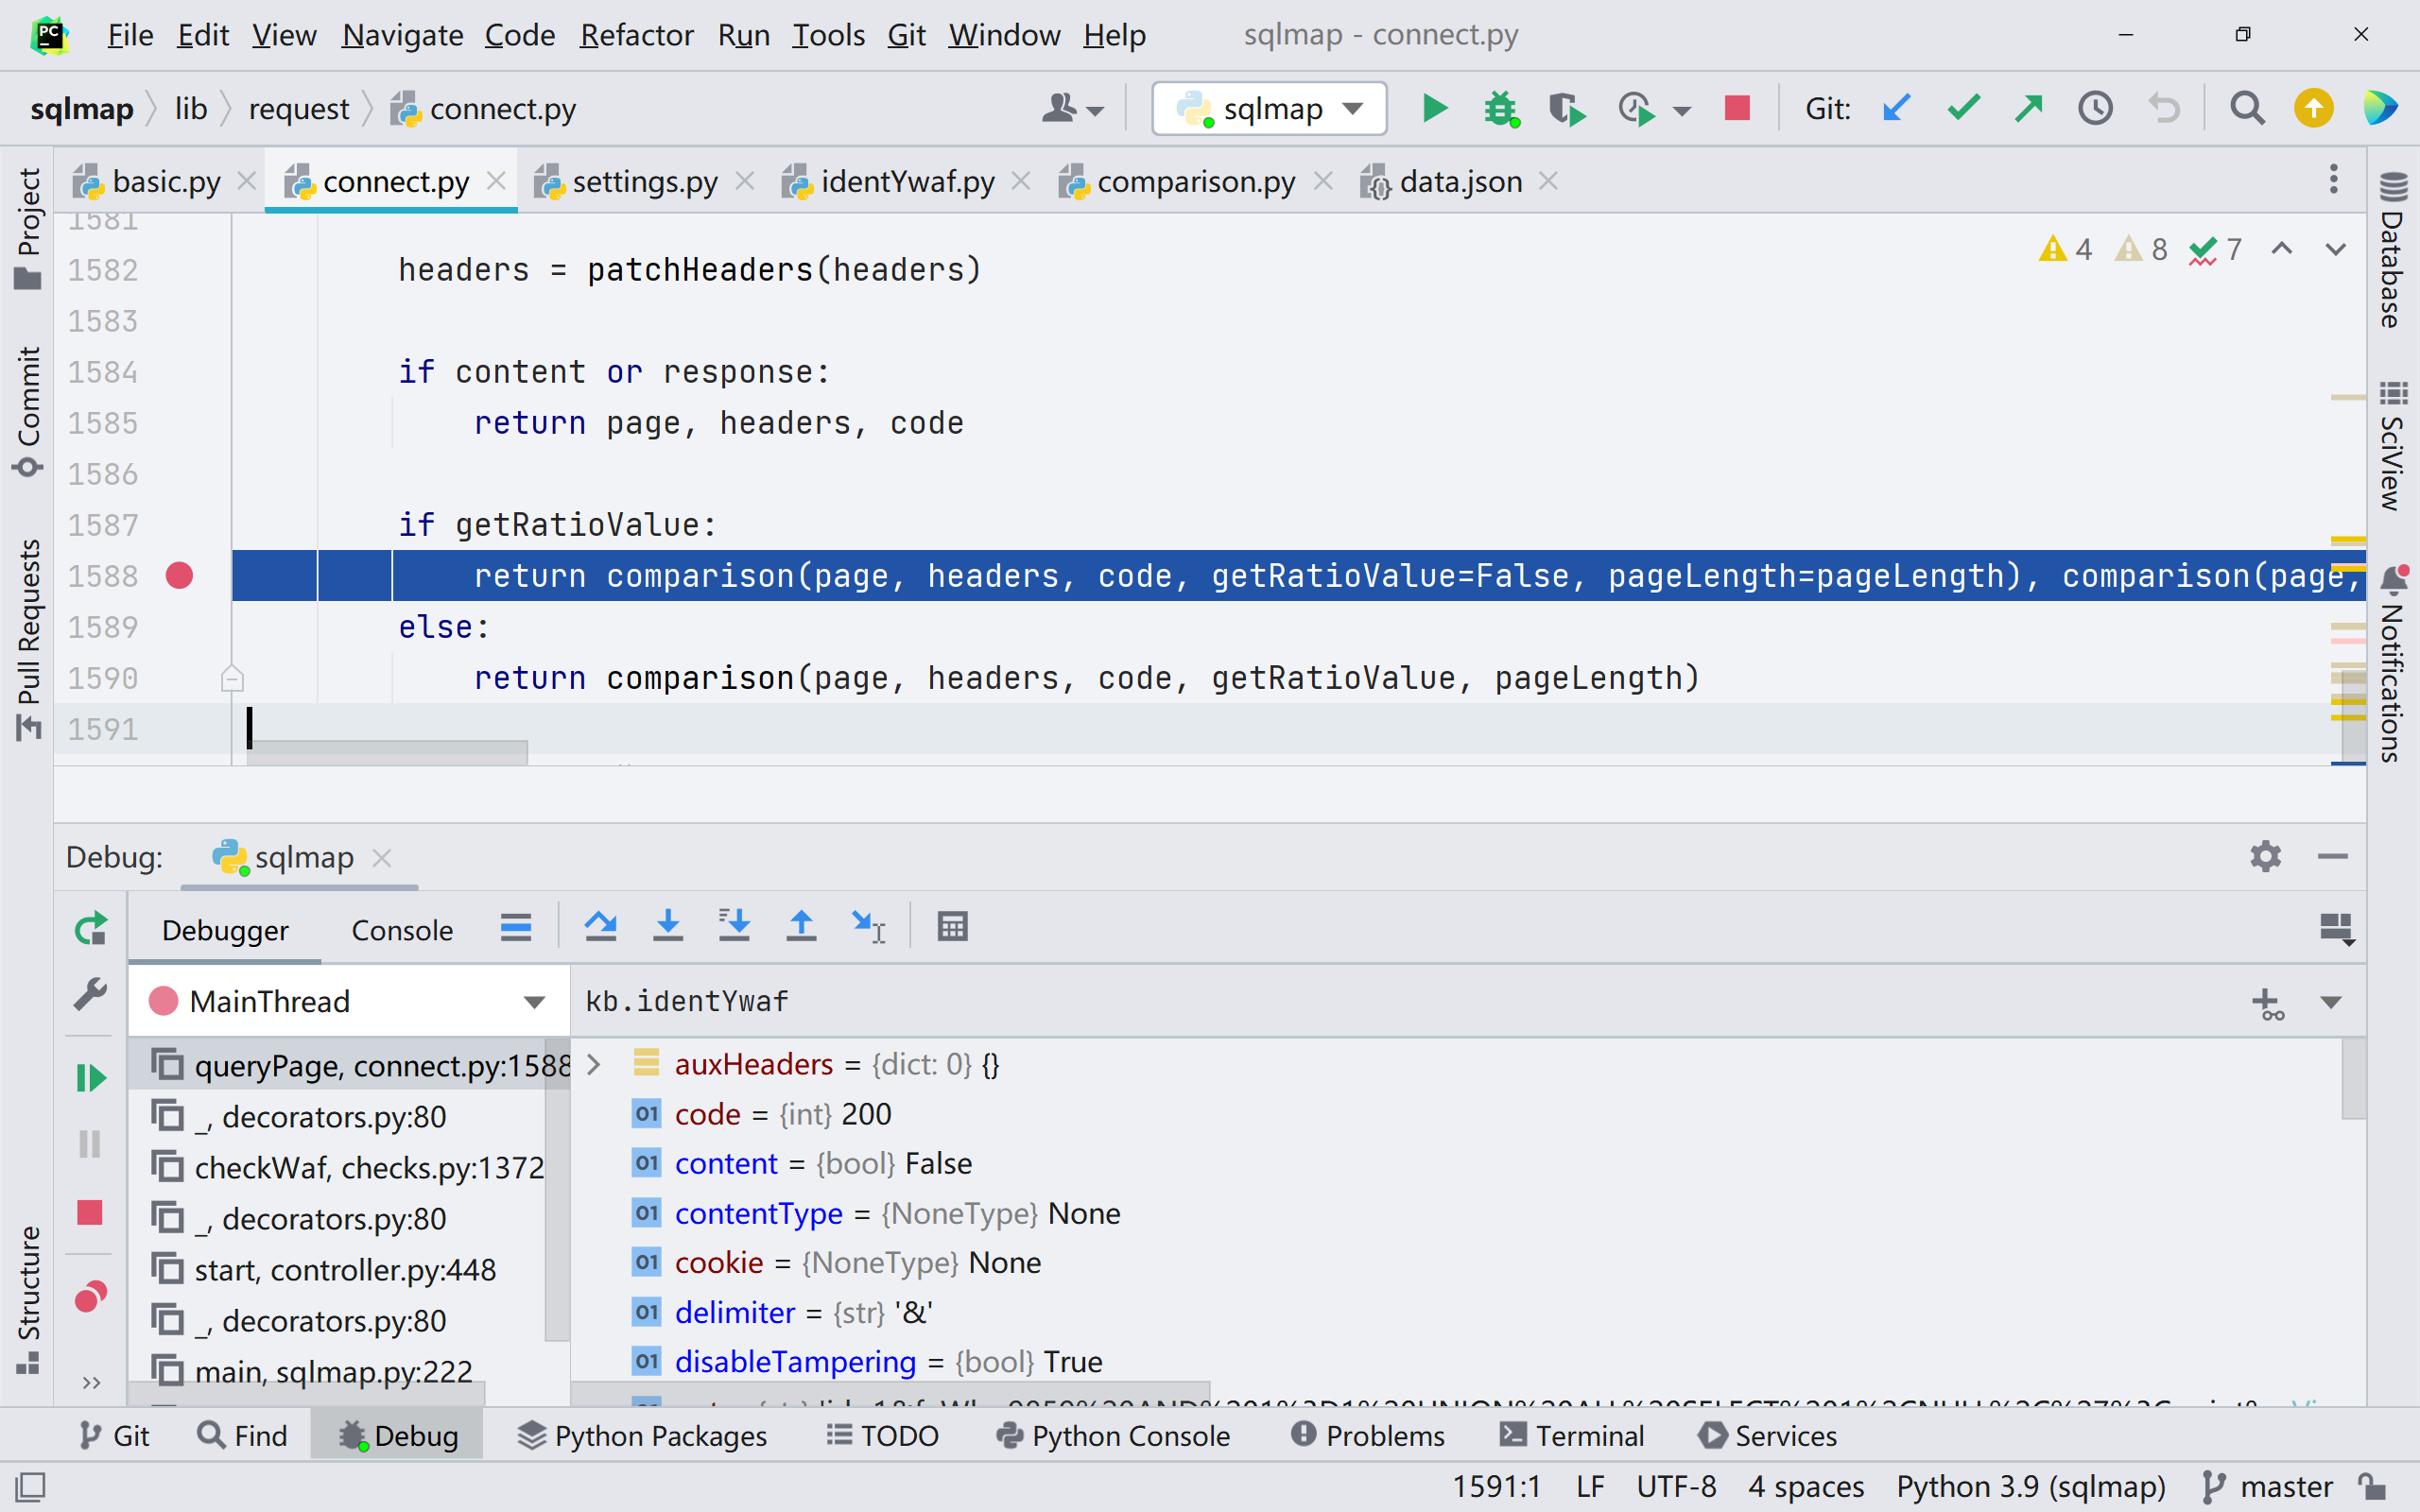 PC
File Edit View Navigate Code Refactor Run Tools Git Window Help sqlmap - connect.py
sqlmap lib request connect.py sqlmap Git:
basic.py connect.py settings.py identYwaf.py comparison.py data.json
Project
Commit
Pull Requests
Structure
Database
SciView
Notifications
4 8 7
1581
1582 headers = patchHeaders(headers)
1583
1584 if content or response:
1585 return page, headers, code
1586
1587 if getRatioValue:
1588 return comparison(page, headers, code, getRatioValue=False, pageLength=pageLength), comparison(page,
1589 else:
1590 return comparison(page, headers, code, getRatioValue, pageLength)
1591
Debug: sqlmap
Debugger Console
MainThread kb.identYwaf
queryPage, connect.py:1588
_, decorators.py:80
checkWaf, checks.py:1372
_, decorators.py:80
start, controller.py:448
_, decorators.py:80
main, sqlmap.py:222
auxHeaders = {dict: 0} {}
01 code = {int} 200
01 content = {bool} False
01 contentType = {NoneType} None
01 cookie = {NoneType} None
01 delimiter = {str} '&'
01 disableTampering = {bool} True
Git Find Debug Python Packages TODO Python Console Problems Terminal Services
1591:1 LF UTF-8 4 spaces Python 3.9 (sqlmap) master